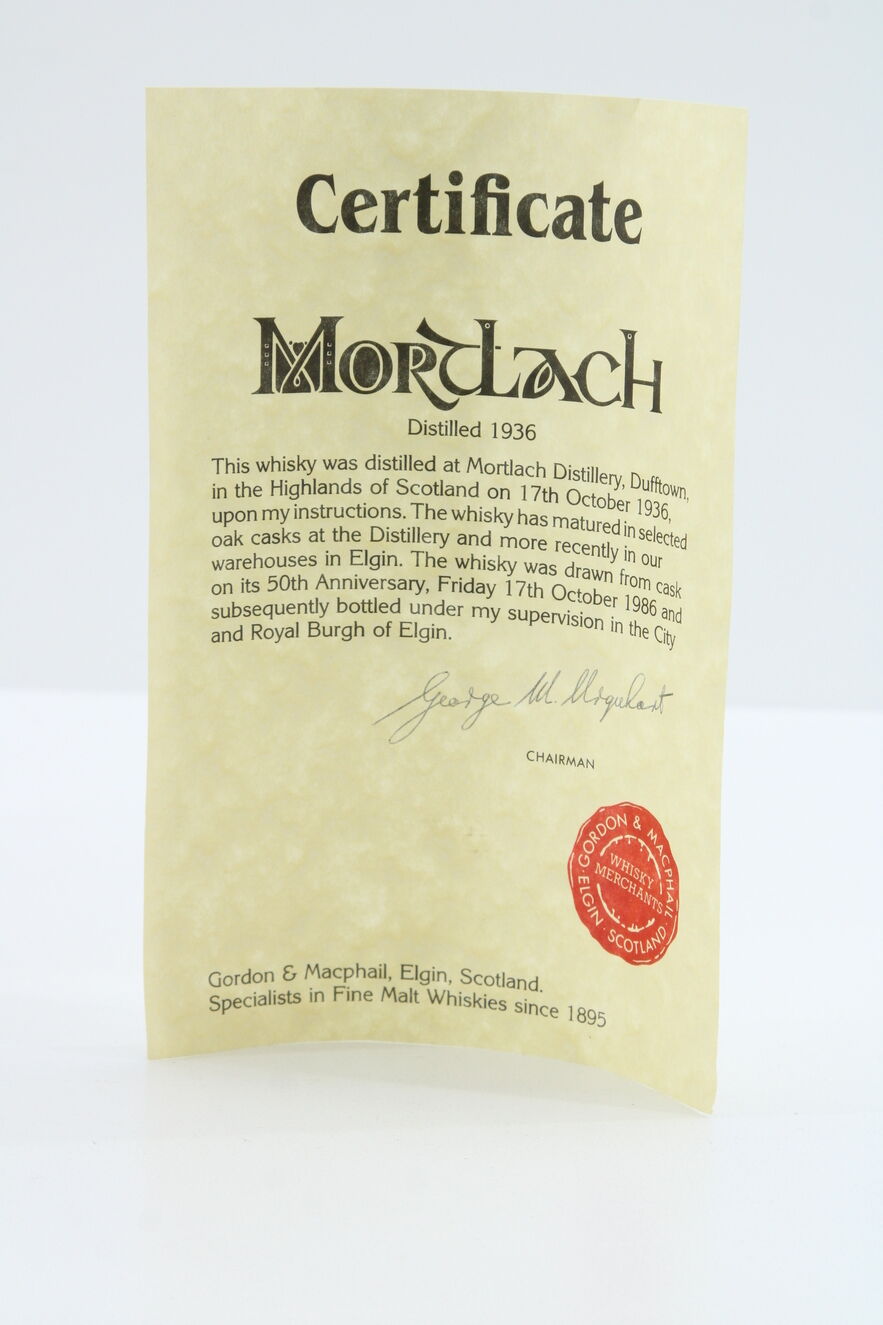 Certificate
Mortlach
Distilled 1936
This whisky was distilled at Mortlach Distillery, Dufftown,
in the Highlands of Scotland on 17th October 1936,
upon my instructions. The whisky has matured in selected
oak casks at the Distillery and more recently in our
warehouses in Elgin. The whisky was drawn from cask
on its 50th Anniversary, Friday 17th October 1986 and
subsequently bottled under my supervision in the City
and Royal Burgh of Elgin.
George M. Urquhart
CHAIRMAN
GORDON & MACPHAIL
WHISKY
MERCHANTS
ELGIN · SCOTLAND
Gordon & Macphail, Elgin, Scotland.
Specialists in Fine Malt Whiskies since 1895